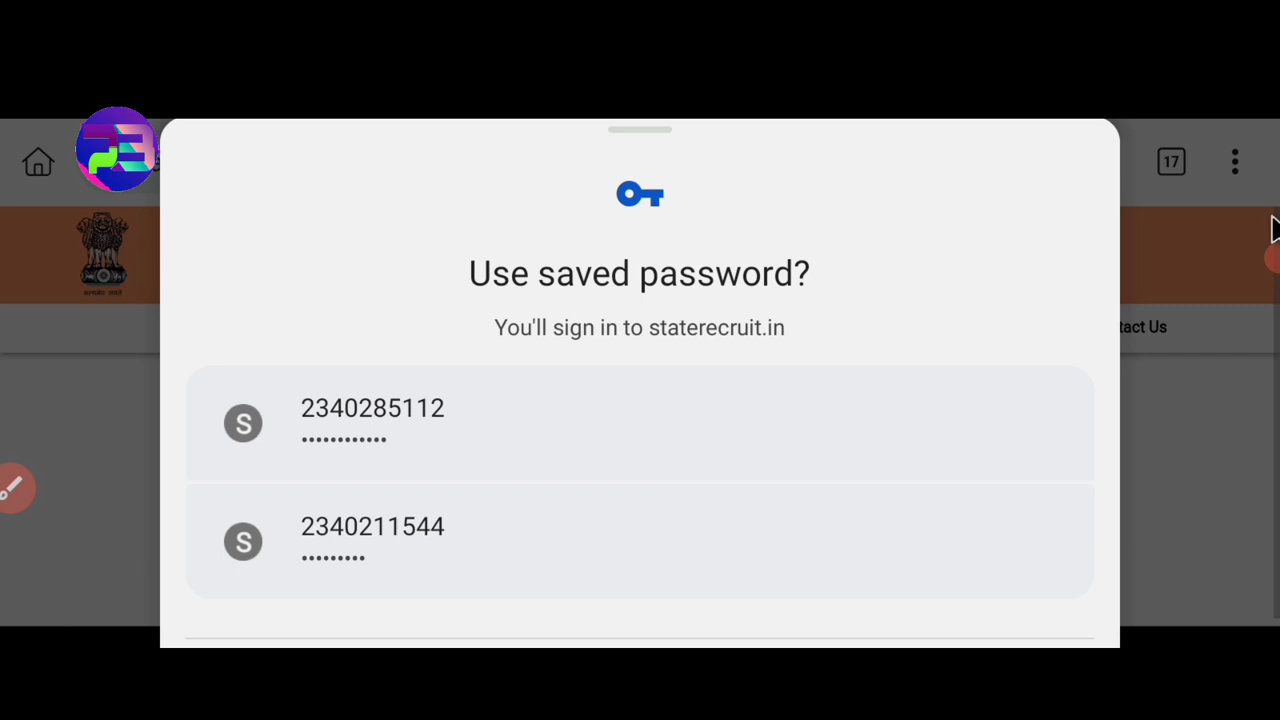 17
Use saved password?
You'll sign in to staterecruit.in
tact Us
S
2340285112
••••••••••••
S
2340211544
•••••••••